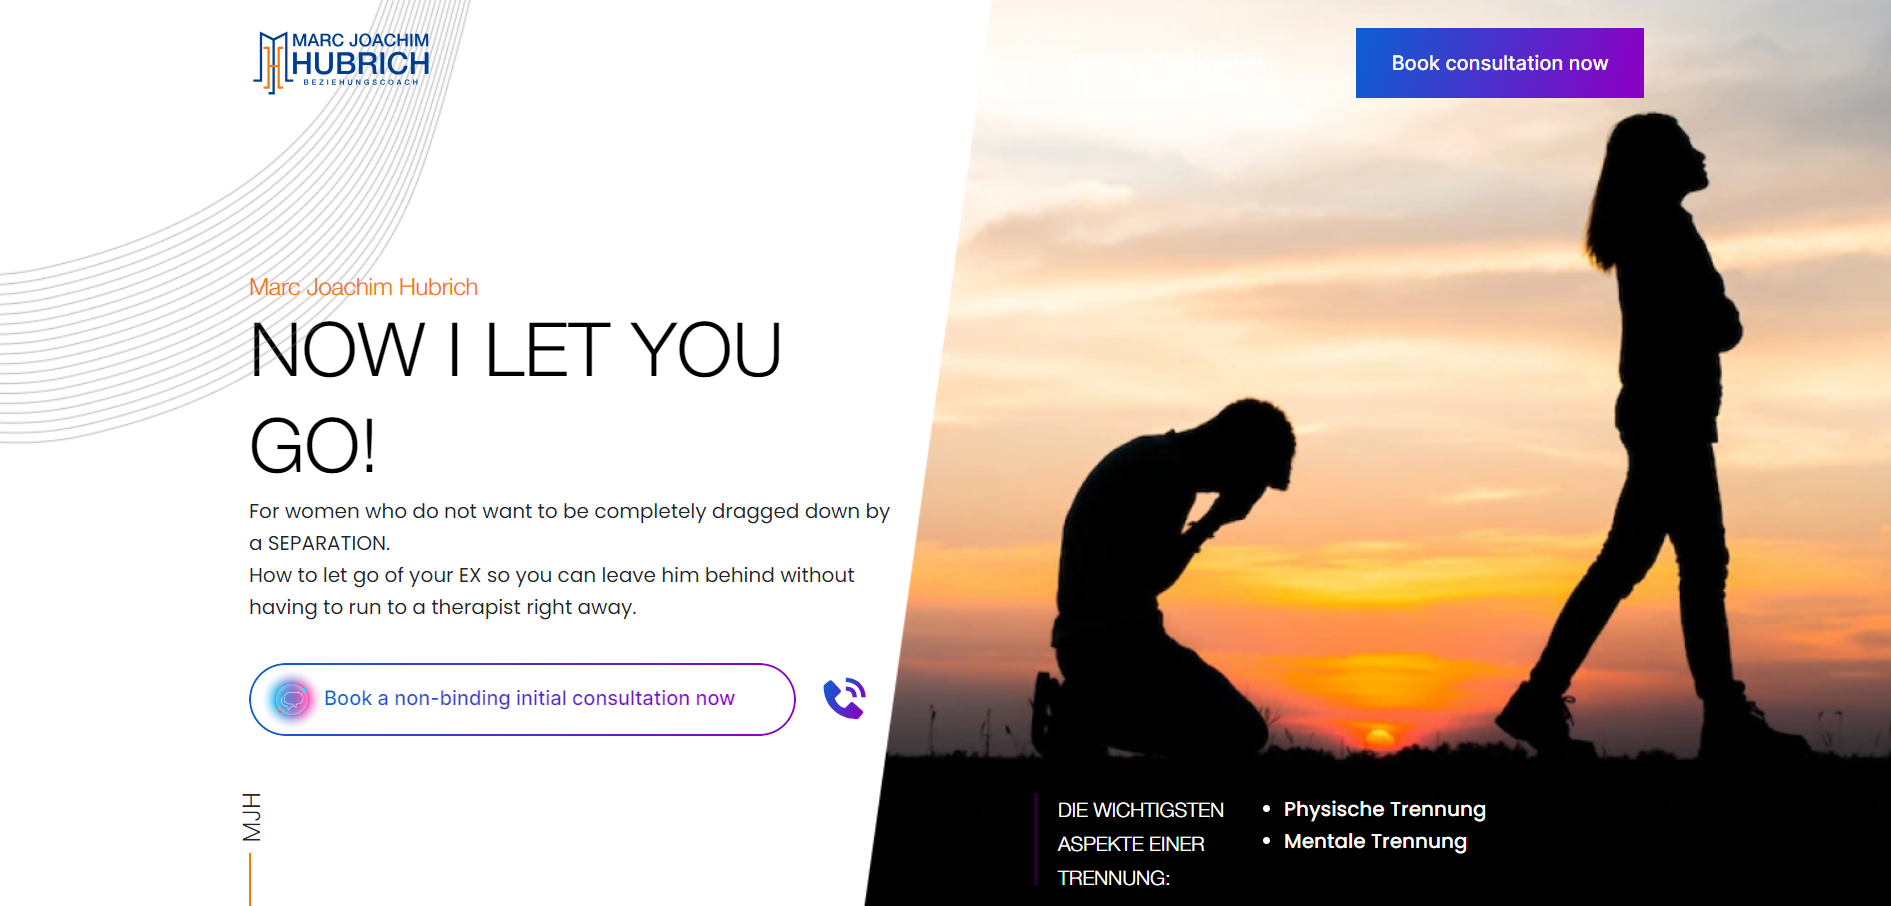 MARC JOACHIM
HUBRICH
BEZIEHUNGSCOACH
Testimonials
Book consultation now
Marc Joachim Hubrich
NOW I LET YOU
GO!
For women who do not want to be completely dragged down by
a SEPARATION.
How to let go of your EX so you can leave him behind without
having to run to a therapist right away.
Book a non-binding initial consultation now
MJH
DIE WICHTIGSTEN
ASPEKTE EINER
TRENNUNG:
• Physische Trennung
• Mentale Trennung